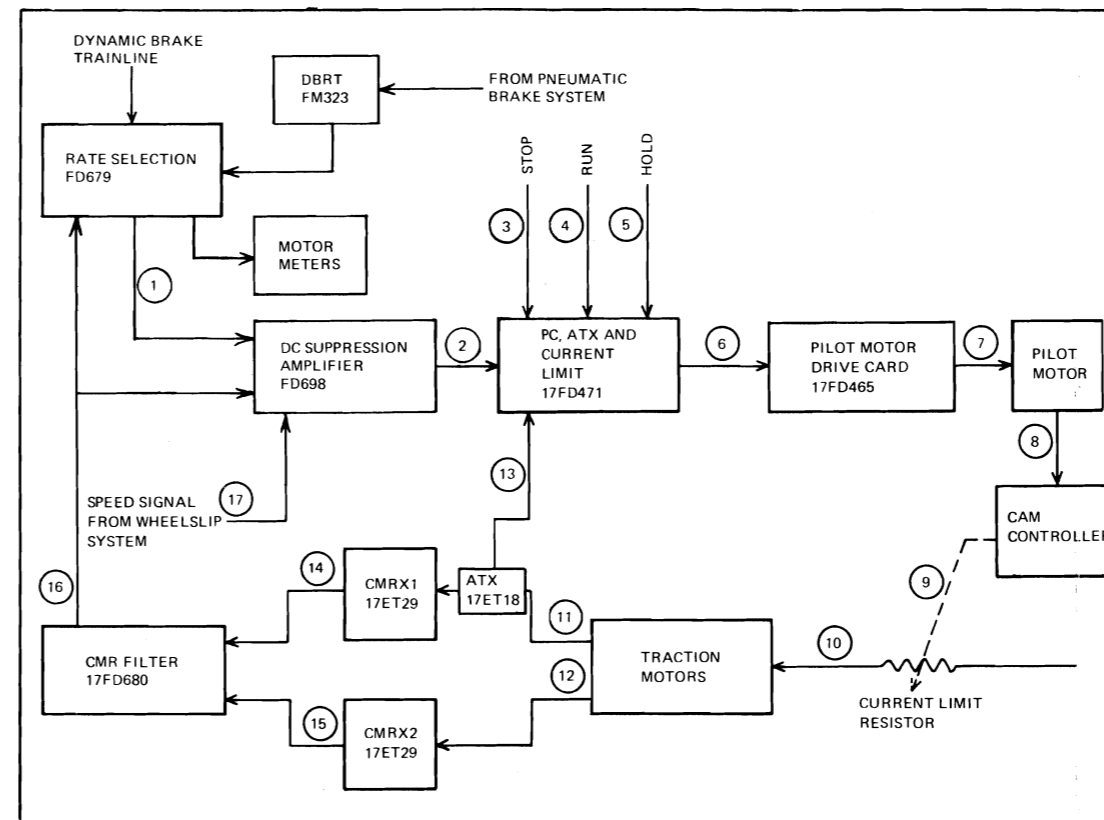 DYNAMIC BRAKE
TRAINLINE
DBRT
FM323
FROM PNEUMATIC
BRAKE SYSTEM
RATE SELECTION
FD679
STOP
RUN
HOLD
3
4
5
MOTOR
METERS
1
DC SUPPRESSION
AMPLIFIER
FD698
2
PC, ATX AND
CURRENT
LIMIT
17FD471
6
PILOT MOTOR
DRIVE CARD
17FD465
7
PILOT
MOTOR
8
13
SPEED SIGNAL
FROM WHEELSLIP
SYSTEM
17
CAM
CONTROLLER
16
14
CMRX1
17ET29
ATX
17ET18
11
9
CMR FILTER
17FD680
12
TRACTION
MOTORS
10
15
CMRX2
17ET29
CURRENT LIMIT
RESISTOR